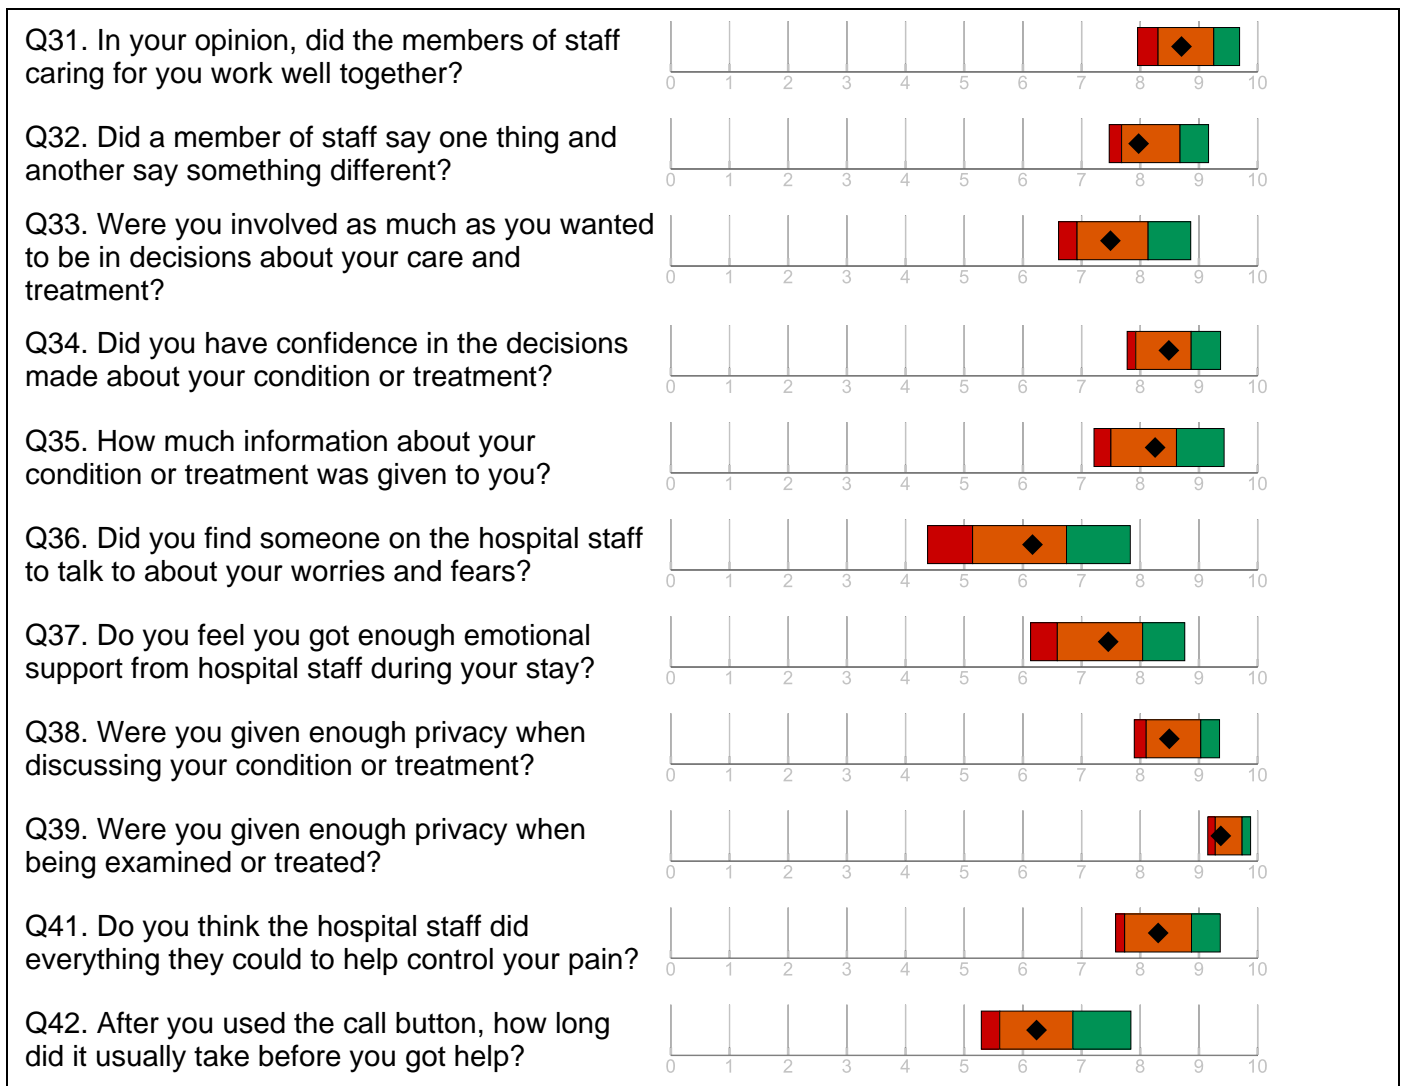 Q31. In your opinion, did the members of staff
caring for you work well together?
0 1 2 3 4 5 6 7 8 9 10
Q32. Did a member of staff say one thing and
another say something different?
0 1 2 3 4 5 6 7 8 9 10
Q33. Were you involved as much as you wanted
to be in decisions about your care and
treatment?
0 1 2 3 4 5 6 7 8 9 10
Q34. Did you have confidence in the decisions
made about your condition or treatment?
0 1 2 3 4 5 6 7 8 9 10
Q35. How much information about your
condition or treatment was given to you?
0 1 2 3 4 5 6 7 8 9 10
Q36. Did you find someone on the hospital staff
to talk to about your worries and fears?
0 1 2 3 4 5 6 7 8 9 10
Q37. Do you feel you got enough emotional
support from hospital staff during your stay?
0 1 2 3 4 5 6 7 8 9 10
Q38. Were you given enough privacy when
discussing your condition or treatment?
0 1 2 3 4 5 6 7 8 9 10
Q39. Were you given enough privacy when
being examined or treated?
0 1 2 3 4 5 6 7 8 9 10
Q41. Do you think the hospital staff did
everything they could to help control your pain?
0 1 2 3 4 5 6 7 8 9 10
Q42. After you used the call button, how long
did it usually take before you got help?
0 1 2 3 4 5 6 7 8 9 10